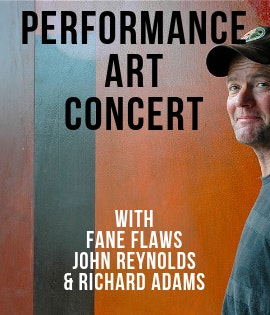 PERFORMANCE
ART
CONCERT
WITH
FANE FLAWS
JOHN REYNOLDS
& RICHARD ADAMS